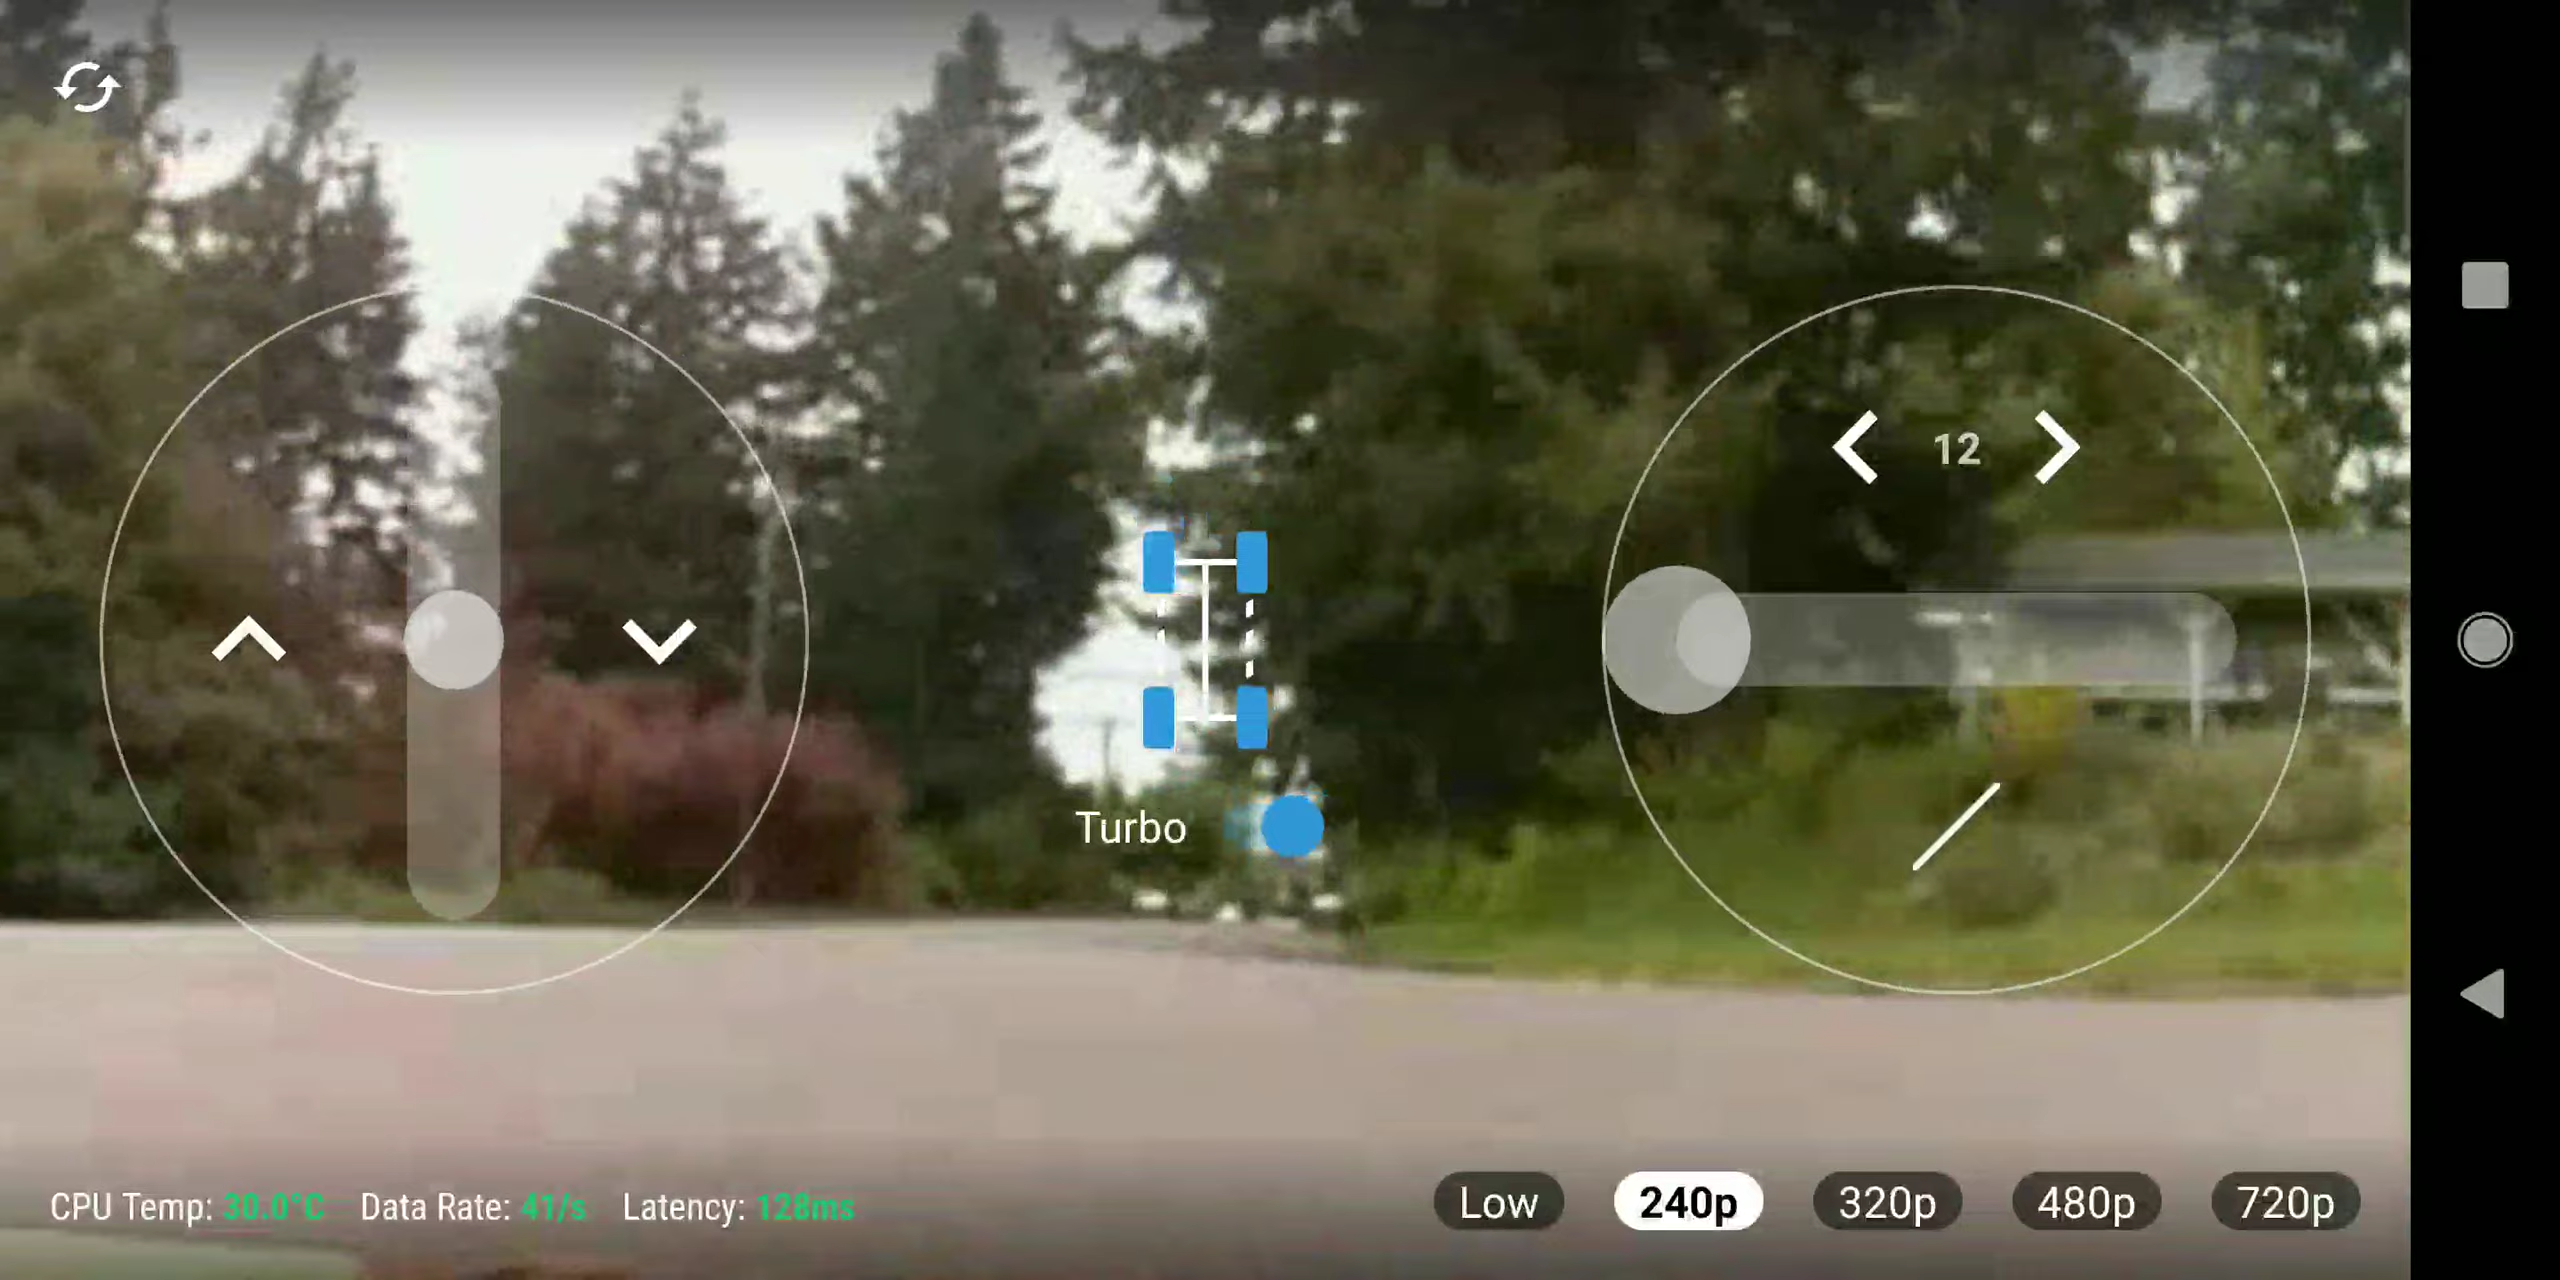 12
Turbo
CPU Temp: 30.0°C Data Rate: 41/s Latency: 128ms
Low 240p 320p 480p 720p